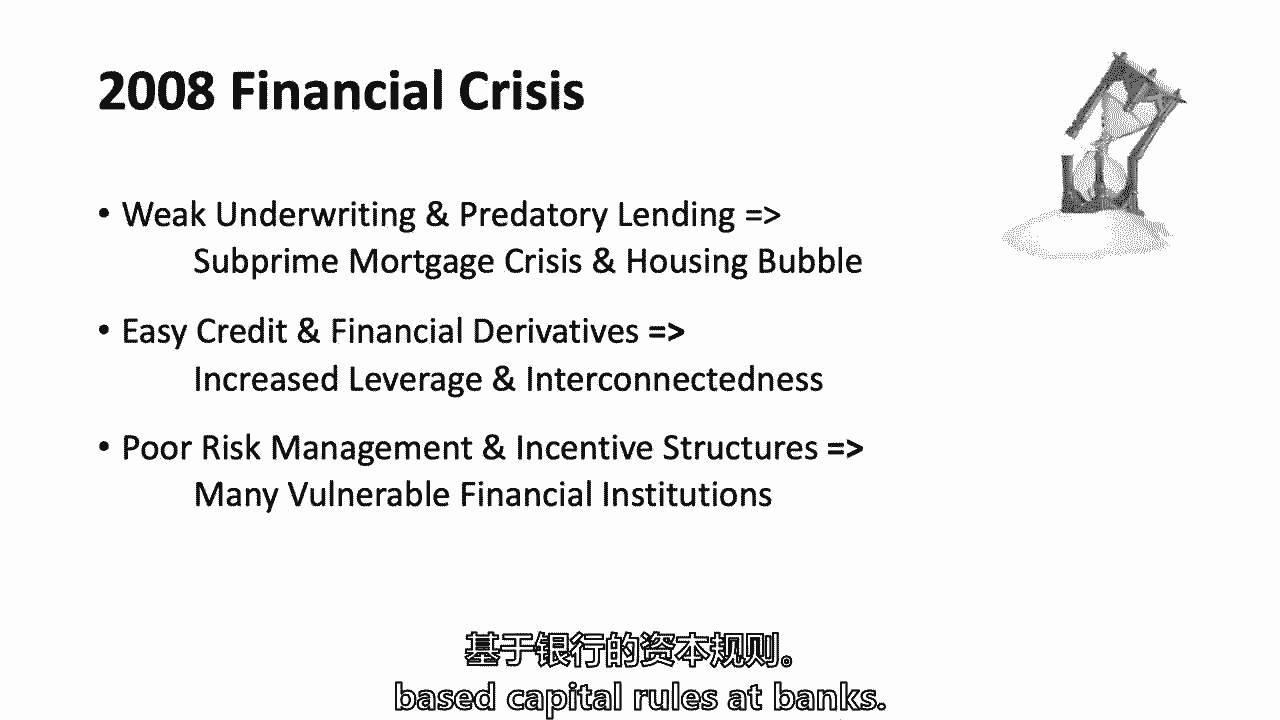 2008 Financial Crisis
• Weak Underwriting & Predatory Lending =>
Subprime Mortgage Crisis & Housing Bubble
• Easy Credit & Financial Derivatives =>
Increased Leverage & Interconnectedness
• Poor Risk Management & Incentive Structures =>
Many Vulnerable Financial Institutions
基于银行的资本规则。
based capital rules at banks.